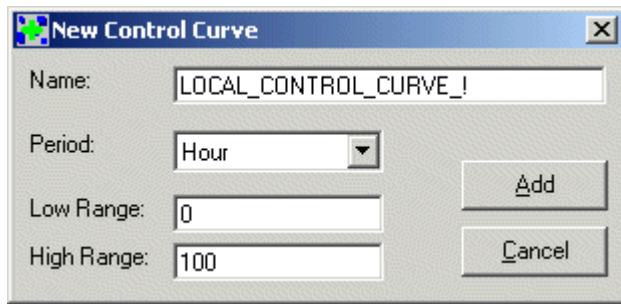 New Control Curve
Name: LOCAL_CONTROL_CURVE_!
Period: Hour
Add
Low Range: 0
High Range: 100
Cancel